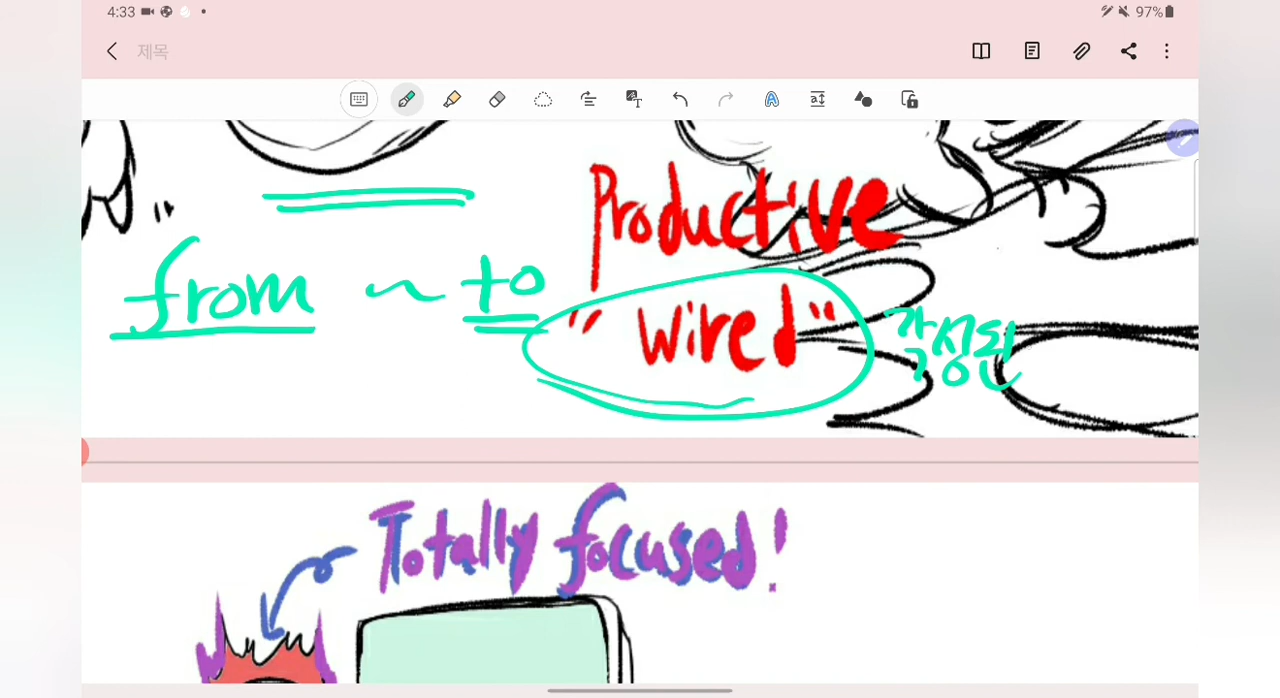 4:33
97%
제목
Productive
from ~ to
" wired "
각성된
Totally focused!